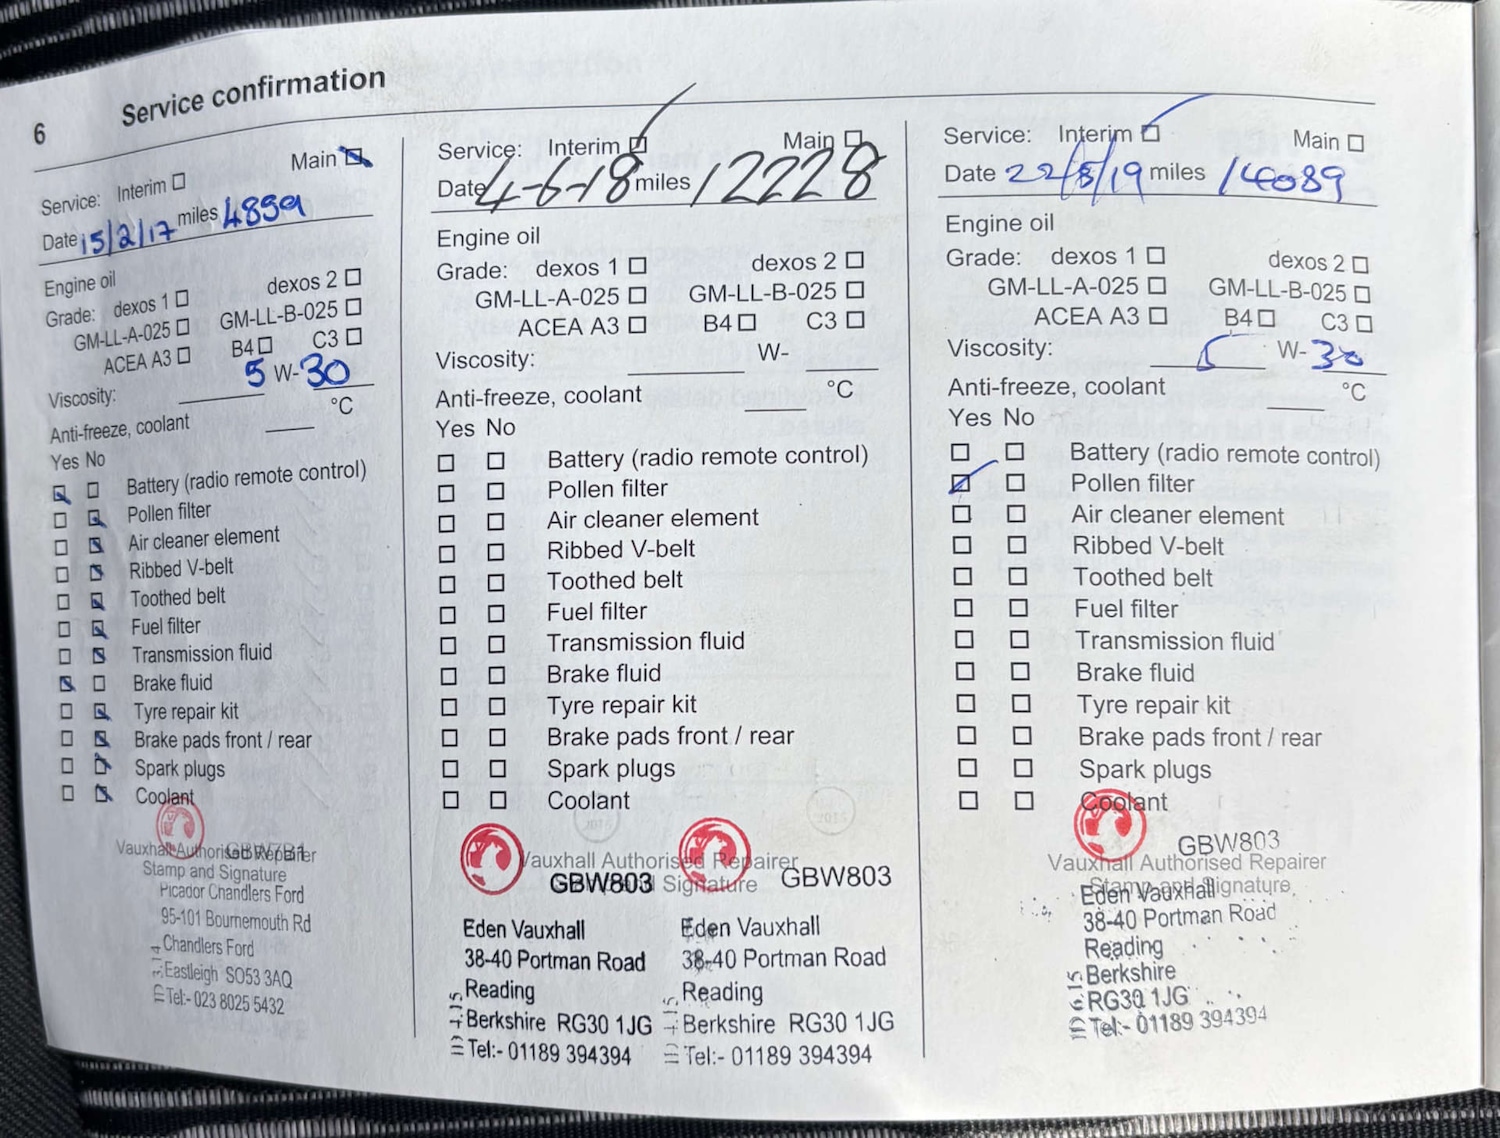 6 Service confirmation
Service: Interim Main
Date 15/2/17 miles 4859
Engine oil
Grade: dexos 1 dexos 2
GM-LL-A-025 GM-LL-B-025
ACEA A3 B4 C3
Viscosity: 5 W-30
Anti-freeze, coolant °C
Yes No
Battery (radio remote control)
Pollen filter
Air cleaner element
Ribbed V-belt
Toothed belt
Fuel filter
Transmission fluid
Brake fluid
Tyre repair kit
Brake pads front / rear
Spark plugs
Coolant
Vauxhall Authorised Repairer
Stamp and Signature
Picador Chandlers Ford
95-101 Bournemouth Rd
Chandlers Ford
Eastleigh SO53 3AQ
Tel:- 023 8025 5432
Service: Interim Main
Date 4-6-18 miles 12228
Engine oil
Grade: dexos 1 dexos 2
GM-LL-A-025 GM-LL-B-025
ACEA A3 B4 C3
Viscosity: W-
Anti-freeze, coolant °C
Yes No
Battery (radio remote control)
Pollen filter
Air cleaner element
Ribbed V-belt
Toothed belt
Fuel filter
Transmission fluid
Brake fluid
Tyre repair kit
Brake pads front / rear
Spark plugs
Coolant
Vauxhall Authorised Repairer
GBW803 Signature GBW803
Eden Vauxhall Eden Vauxhall
38-40 Portman Road 38-40 Portman Road
Reading Reading
Berkshire RG30 1JG Berkshire RG30 1JG
Tel:- 01189 394394 Tel:- 01189 394394
Service: Interim Main
Date 22/8/19 miles 14089
Engine oil
Grade: dexos 1 dexos 2
GM-LL-A-025 GM-LL-B-025
ACEA A3 B4 C3
Viscosity: 5 W-30
Anti-freeze, coolant °C
Yes No
Battery (radio remote control)
Pollen filter
Air cleaner element
Ribbed V-belt
Toothed belt
Fuel filter
Transmission fluid
Brake fluid
Tyre repair kit
Brake pads front / rear
Spark plugs
Coolant
GBW803
Vauxhall Authorised Repairer
Stamp and Signature
Eden Vauxhall
38-40 Portman Road
Reading
Berkshire
RG30 1JG
Tel:- 01189 394394